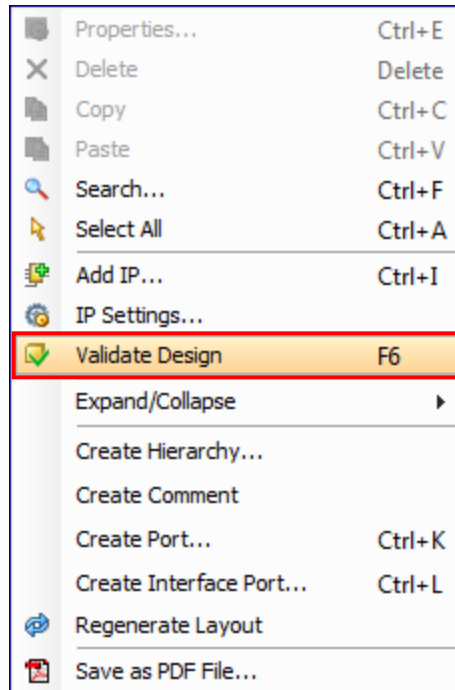 Properties... Ctrl+E
Delete Delete
Copy Ctrl+C
Paste Ctrl+V
Search... Ctrl+F
Select All Ctrl+A
Add IP... Ctrl+I
IP Settings...
Validate Design F6
Expand/Collapse
Create Hierarchy...
Create Comment
Create Port... Ctrl+K
Create Interface Port... Ctrl+L
Regenerate Layout
Save as PDF File...